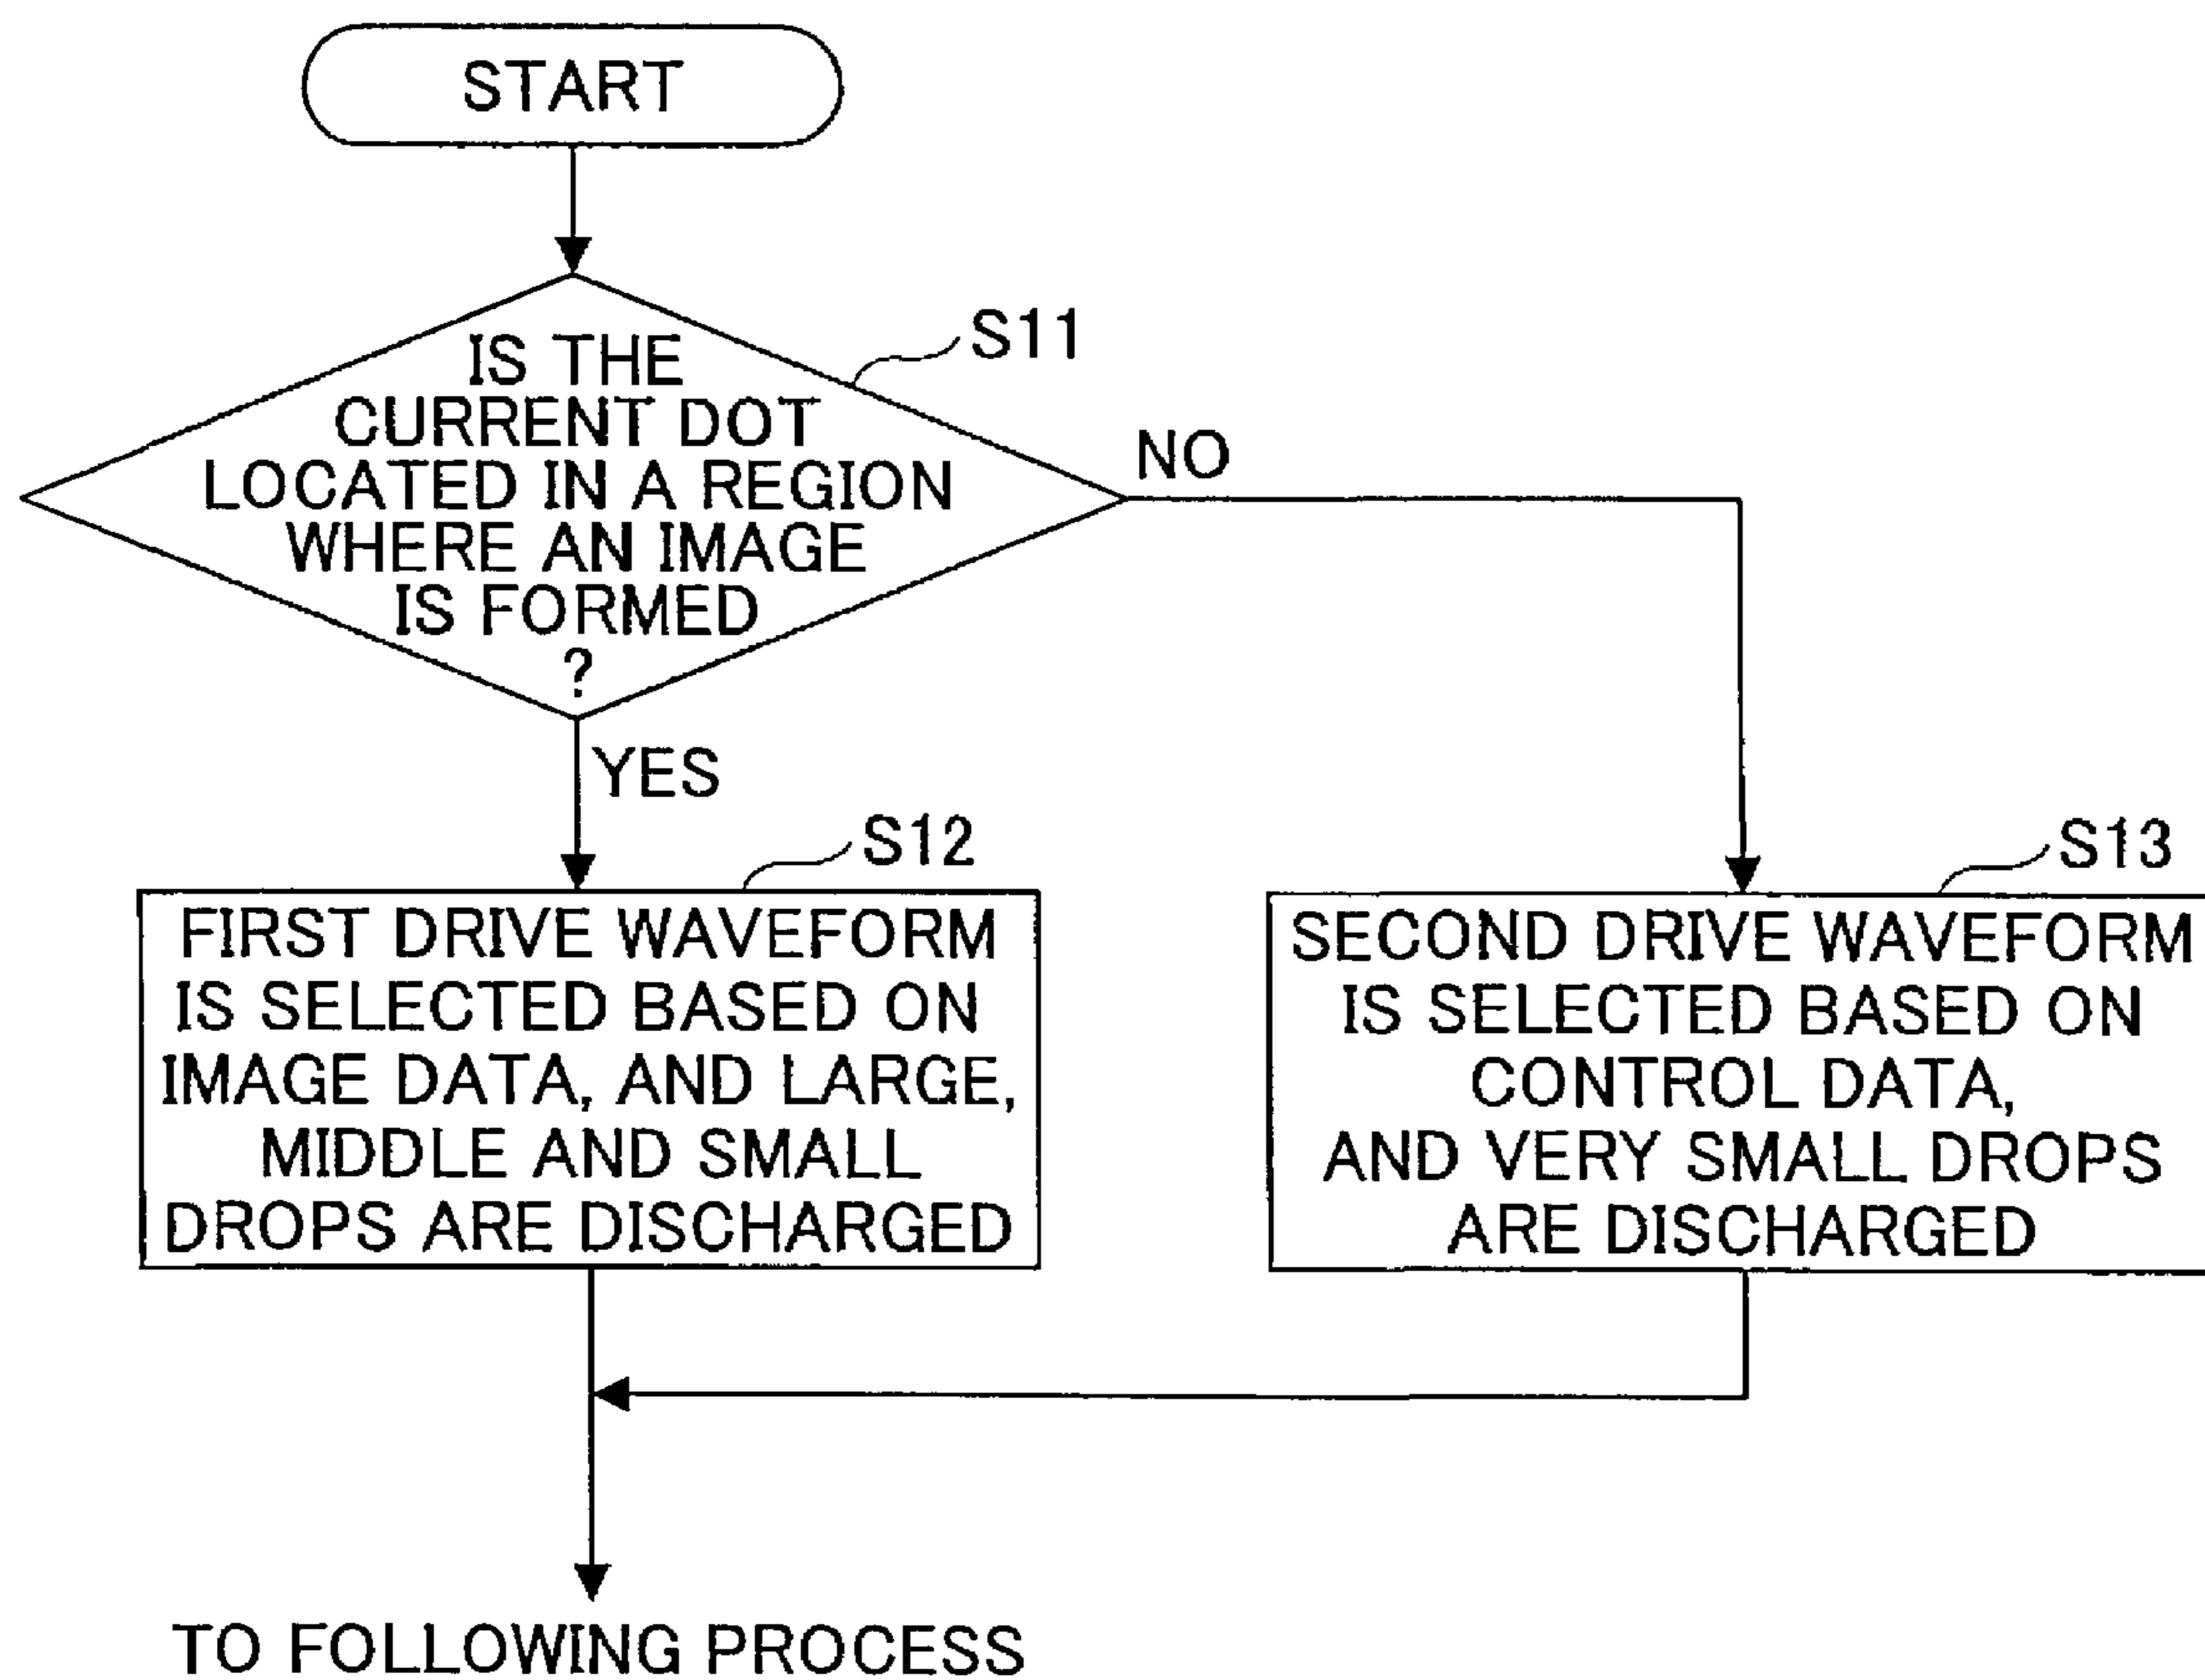 START
IS THE
CURRENT DOT
LOCATED IN A REGION
WHERE AN IMAGE
IS FORMED
?
S11
NO
YES
S12
FIRST DRIVE WAVEFORM
IS SELECTED BASED ON
IMAGE DATA, AND LARGE,
MIDDLE AND SMALL
DROPS ARE DISCHARGED
S13
SECOND DRIVE WAVEFORM
IS SELECTED BASED ON
CONTROL DATA,
AND VERY SMALL DROPS
ARE DISCHARGED
TO FOLLOWING PROCESS